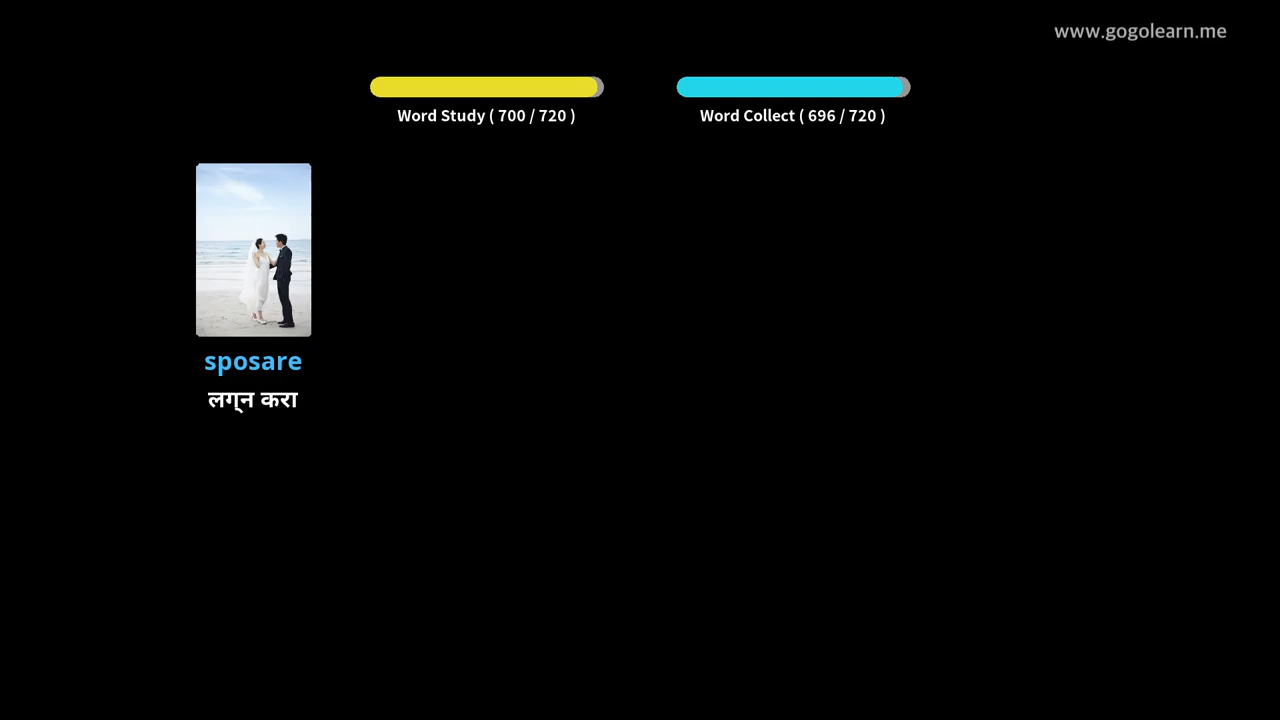 www.gogolearn.me
Word Study ( 700 / 720 )
Word Collect ( 696 / 720 )
sposare
लग्न करा